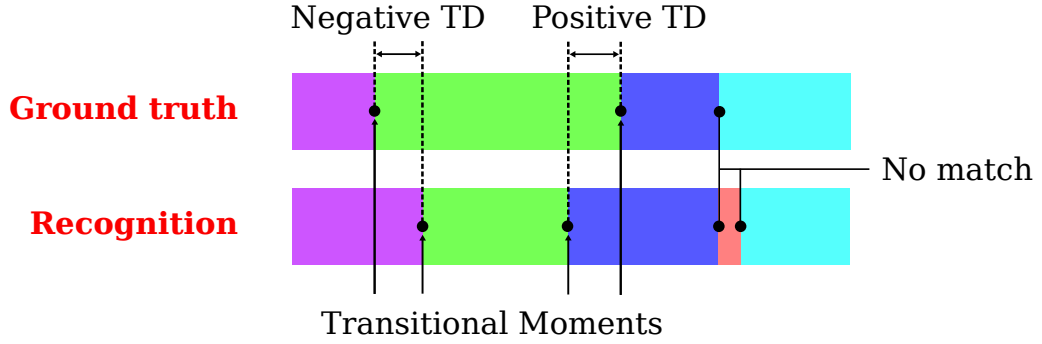 Negative TD
Positive TD
Ground truth
No match
Recognition
Transitional Moments